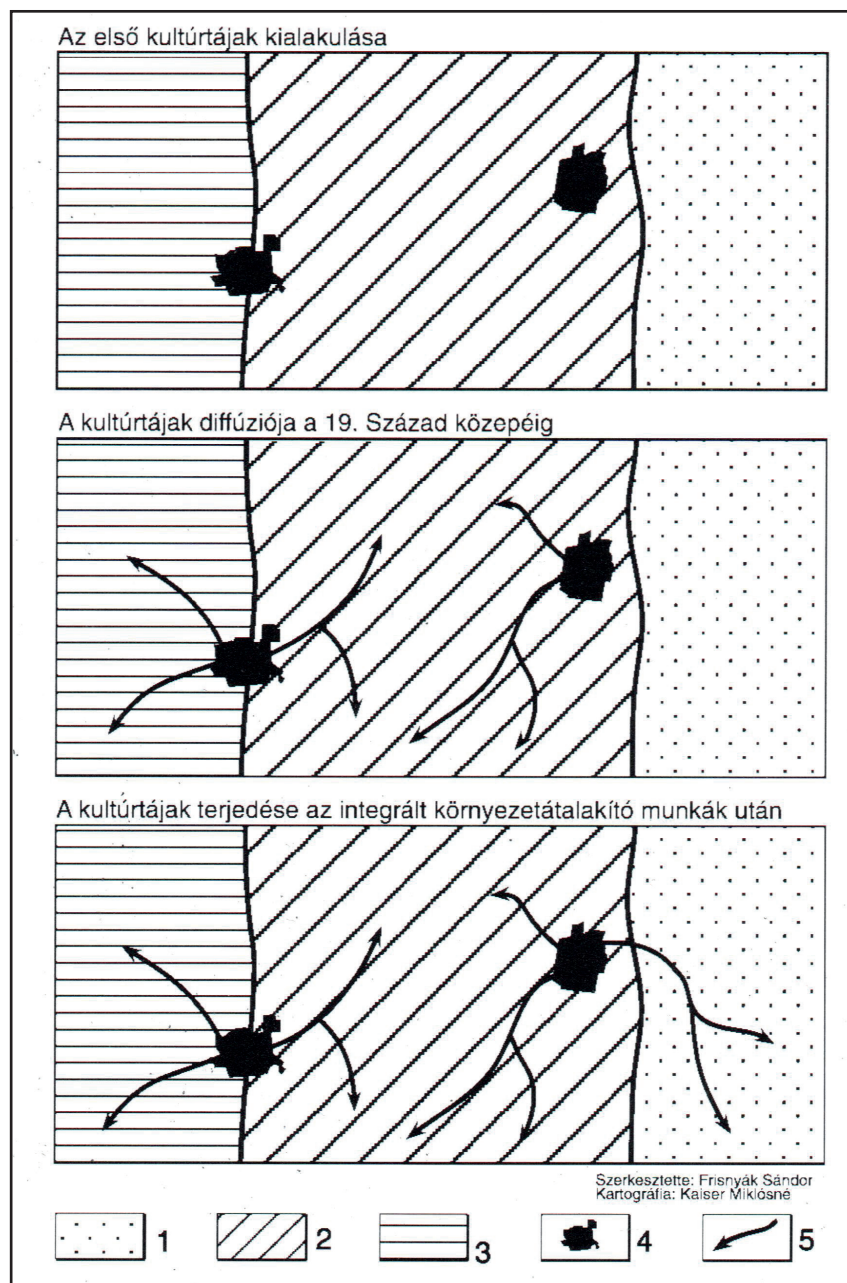 Az első kultúrtájak kialakulása
A kultúrtájak diffúziója a 19. Század közepéig
A kultúrtájak terjedése az integrált környezetátalakító munkák után
Szerkesztette: Frisnyák Sándor
Kartográfia: Kaiser Miklósné
1 2 3 4 5